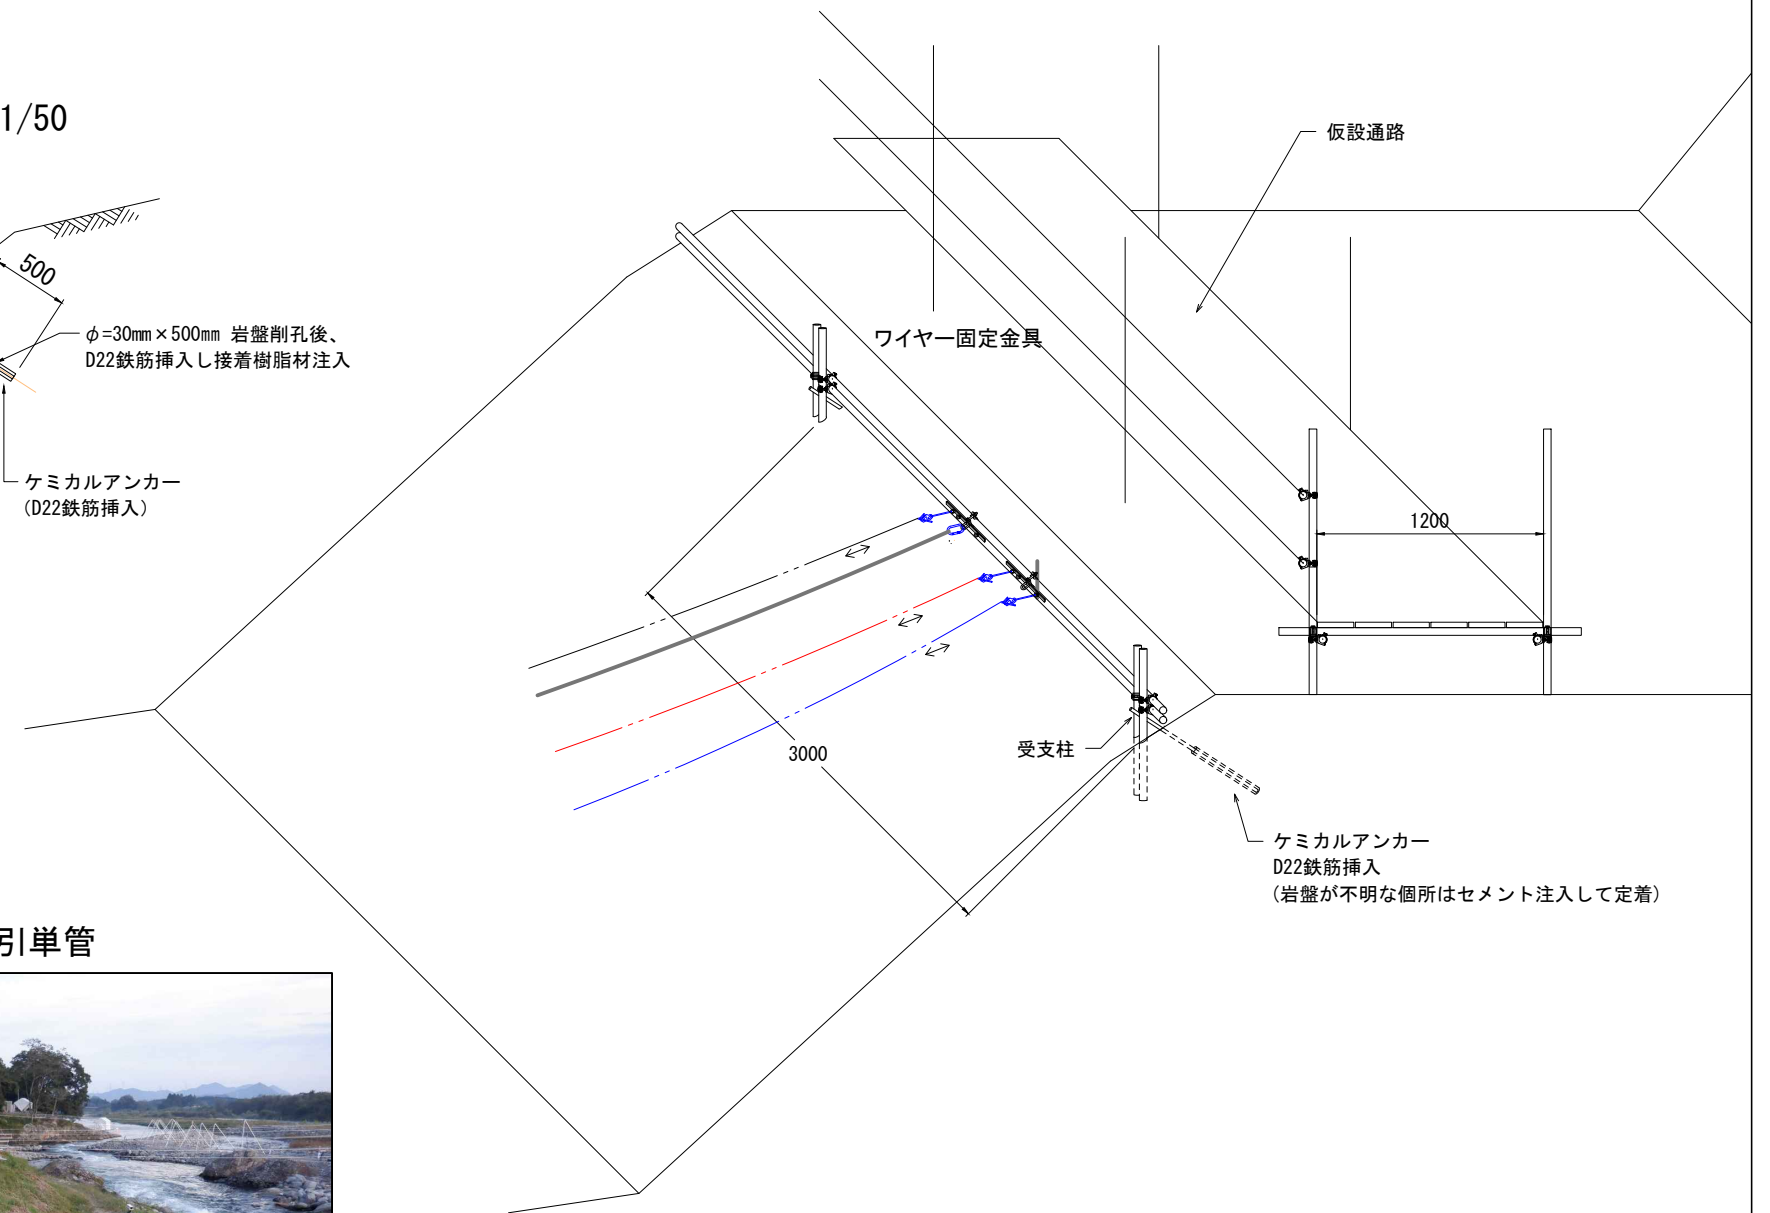 1/50
仮設通路
500
φ=30mm×500mm 岩盤削孔後、
D22鉄筋挿入し接着樹脂材注入
ワイヤー固定金具
ケミカルアンカー
(D22鉄筋挿入)
1200
3000
受支柱
ケミカルアンカー
D22鉄筋挿入
(岩盤が不明な個所はセメント注入して定着)
引単管